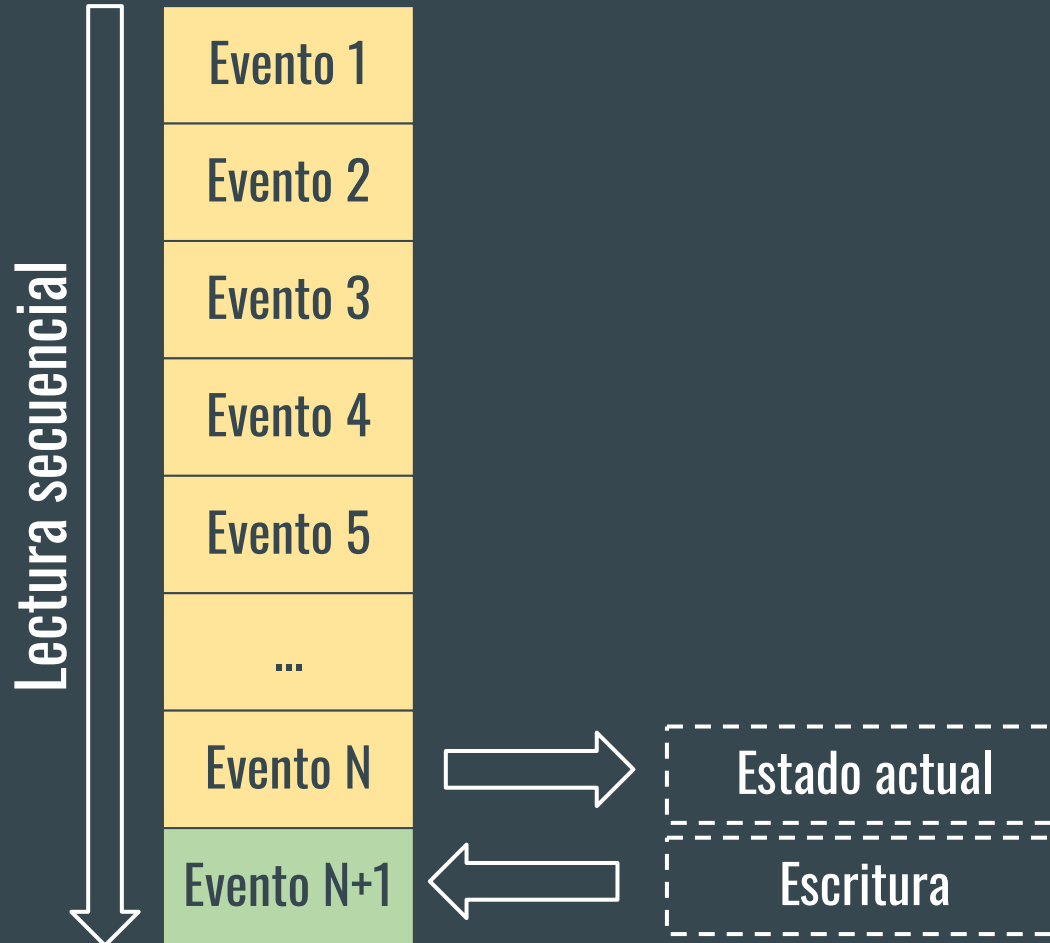 Lectura secuencial
Evento 1
Evento 2
Evento 3
Evento 4
Evento 5
...
Evento N
Estado actual
Evento N+1
Escritura